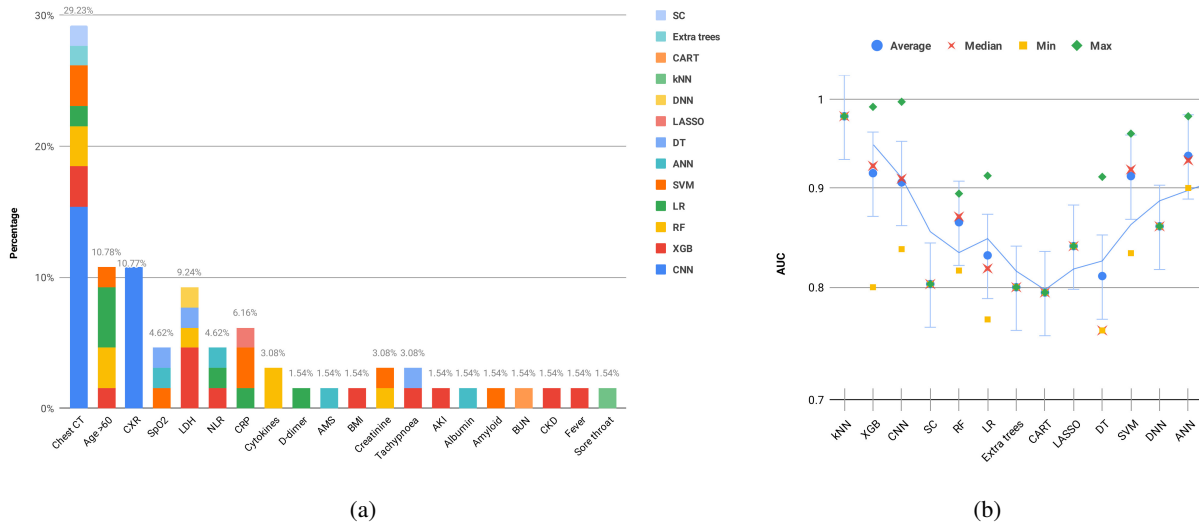 30%
20%
10%
0%
Percentage
29.23%
10.78%
10.77%
4.62%
9.24%
4.62%
6.16%
3.08%
1.54%
1.54%
1.54%
3.08%
3.08%
1.54%
1.54%
1.54%
1.54%
1.54%
1.54%
1.54%
Chest CT
Age >60
CXR
SpO2
LDH
NLR
CRP
Cytokines
D-dimer
AMS
BMI
Creatinine
Tachypnoea
AKI
Albumin
Amyloid
BUN
CKD
Fever
Sore throat
SC
Extra trees
CART
kNN
DNN
LASSO
DT
ANN
SVM
LR
RF
XGB
CNN
(a)
Average
Median
Min
Max
1
0.9
0.8
0.7
AUC
kNN
XGB
CNN
SC
RF
LR
Extra trees
CART
LASSO
DT
SVM
DNN
ANN
(b)